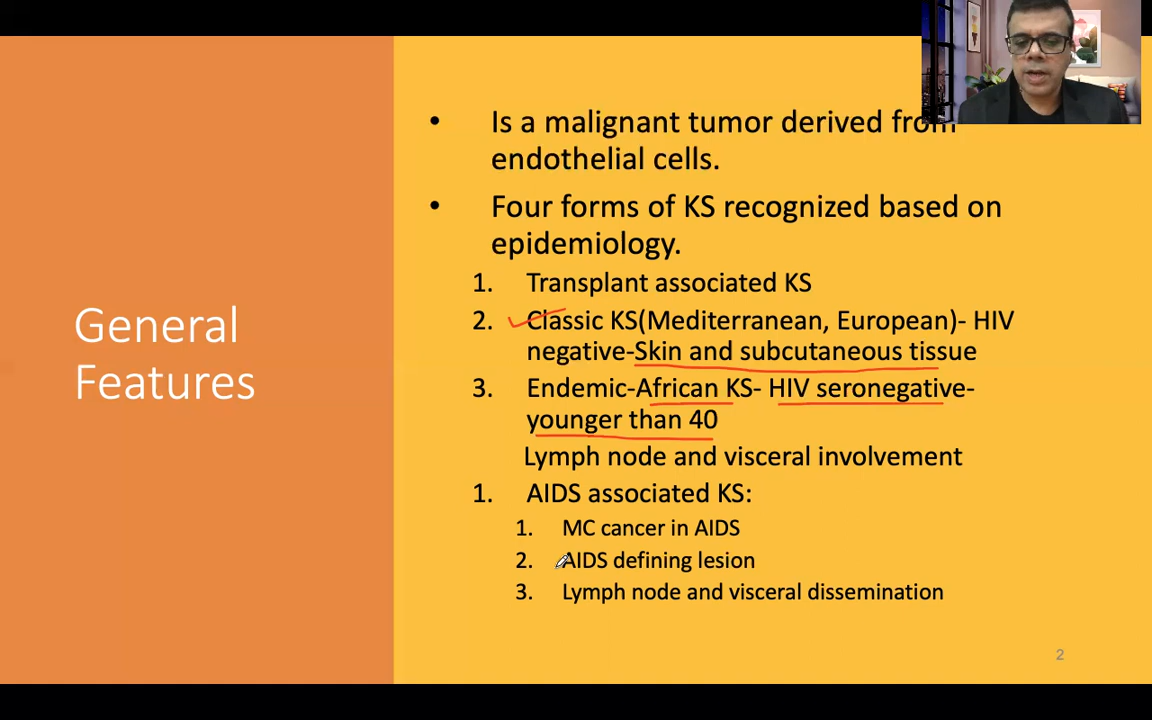 General
Features
• Is a malignant tumor derived from
endothelial cells.
• Four forms of KS recognized based on
epidemiology.
1. Transplant associated KS
2. Classic KS(Mediterranean, European)- HIV
negative-Skin and subcutaneous tissue
3. Endemic-African KS- HIV seronegative-
younger than 40
Lymph node and visceral involvement
1. AIDS associated KS:
1. MC cancer in AIDS
2. AIDS defining lesion
3. Lymph node and visceral dissemination
2